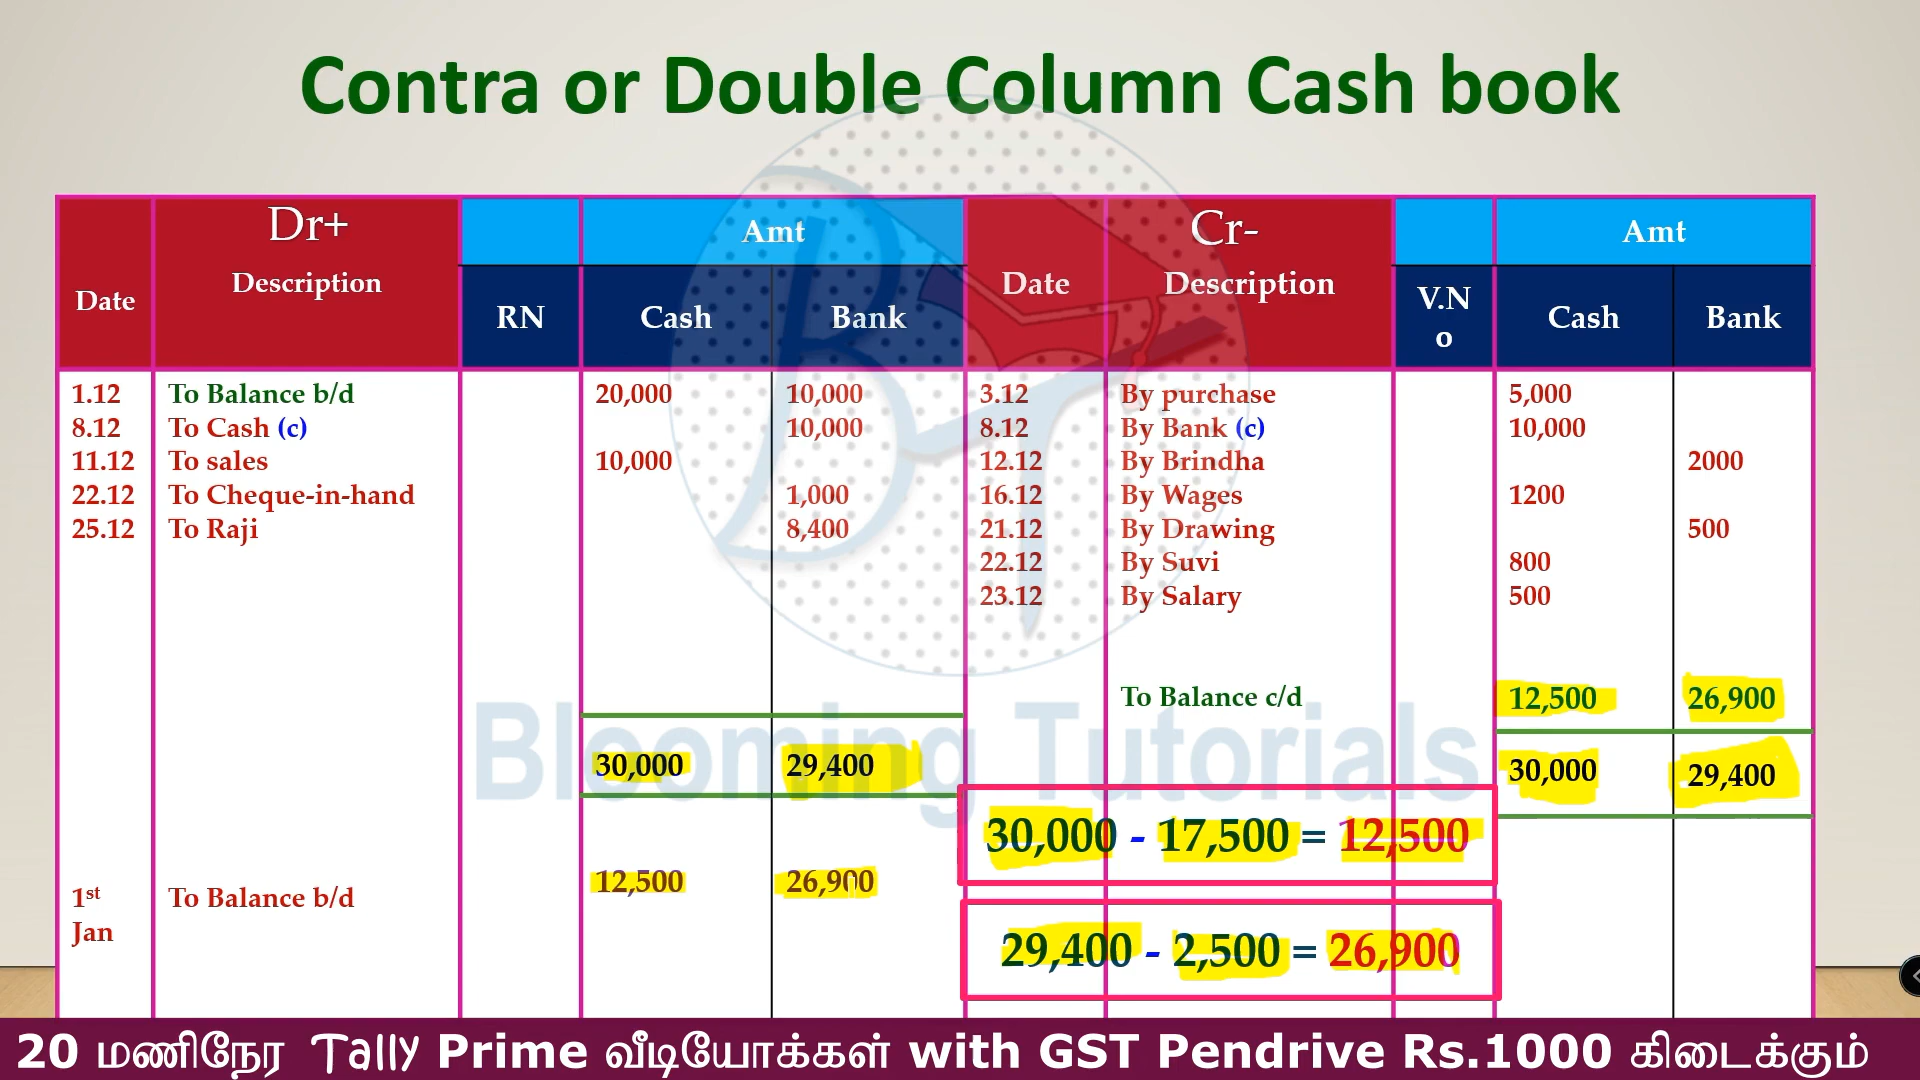 Contra or Double Column Cash book
Dr+ Amt Cr- Amt
Date Description RN Cash Bank Date Description V.N
o Cash Bank
1.12 To Balance b/d 20,000 10,000 3.12 By purchase 5,000
8.12 To Cash (c) 10,000 8.12 By Bank (c) 10,000
11.12 To sales 10,000 12.12 By Brindha 2000
22.12 To Cheque-in-hand 1,000 16.12 By Wages 1200
25.12 To Raji 8,400 21.12 By Drawing 500
22.12 By Suvi 800
23.12 By Salary 500
To Balance c/d 12,500 26,900
Blooming Tutorials
30,000 29,400 30,000 29,400
30,000 - 17,500 = 12,500
1st
Jan To Balance b/d 12,500 26,900
29,400 - 2,500 = 26,900
20 மணிநேர Tally Prime வீடியோக்கள் with GST Pendrive Rs.1000 கிடைக்கும்